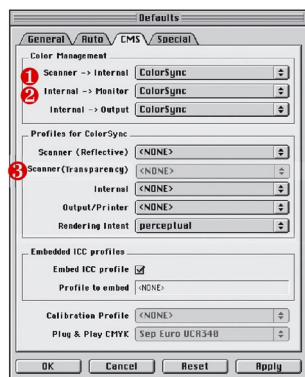 Defaults
General Auto CMS Special
Color Management
1 Scanner -> Internal ColorSync
2 Internal -> Monitor ColorSync
Internal -> Output ColorSync
Profiles for ColorSync
Scanner (Reflective) <NONE>
3 Scanner(Transparency) <NONE>
Internal <NONE>
Output/Printer <NONE>
Rendering Intent perceptual
Embedded ICC profiles
Embed ICC profile
Profile to embed <NONE>
Calibration Profile <NONE>
Plug & Play CMYK Sep Euro UCR340
OK Cancel Reset Apply